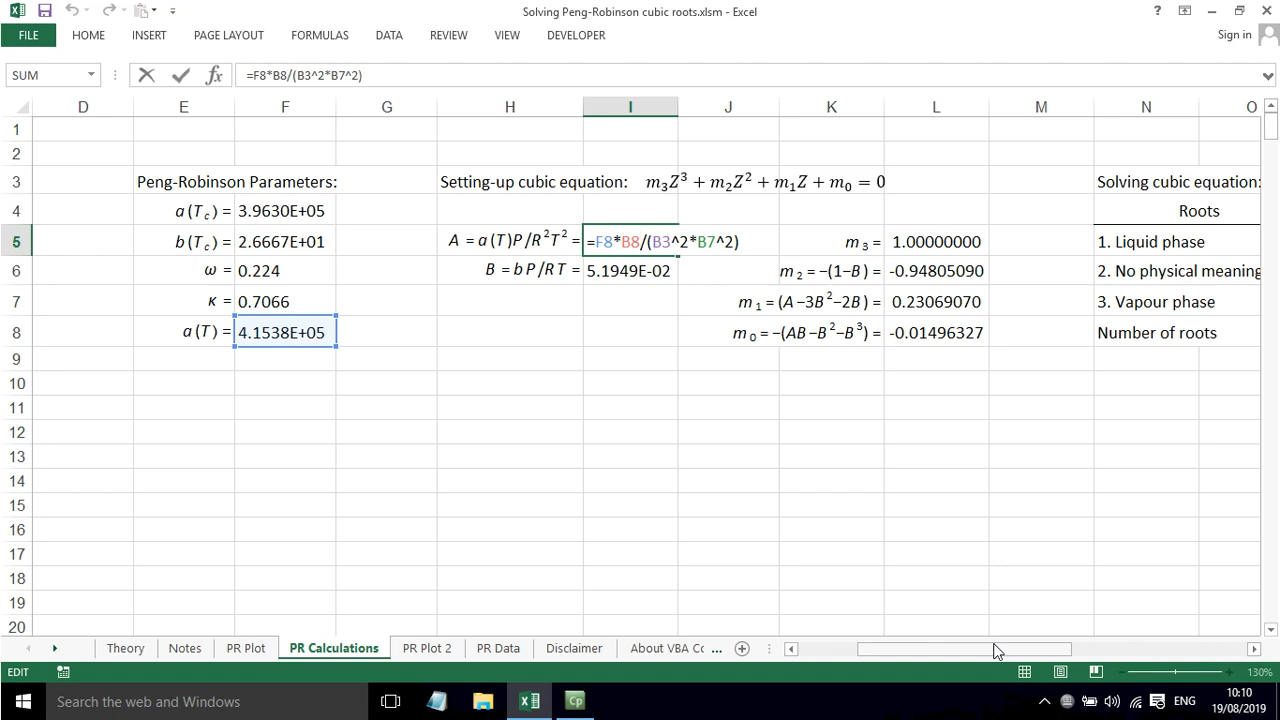 Solving Peng-Robinson cubic roots.xlsm - Excel
FILE HOME INSERT PAGE LAYOUT FORMULAS DATA REVIEW VIEW DEVELOPER Sign in
SUM fx =F8*B8/(B3^2*B7^2)
D E F G H I J K L M N O
1
2
3 Peng-Robinson Parameters: Setting-up cubic equation: m₃Z³ + m₂Z² + m₁Z + m₀ = 0 Solving cubic equation:
4 a(T_c) = 3.9630E+05 Roots
5 b(T_c) = 2.6667E+01 A = a(T)P/R²T² = =F8*B8/(B3^2*B7^2) m₃ = 1.00000000 1. Liquid phase
6 ω = 0.224 B = bP/RT = 5.1949E-02 m₂ = −(1−B) = -0.94805090 2. No physical meaning
7 κ = 0.7066 m₁ = (A−3B²−2B) = 0.23069070 3. Vapour phase
8 a(T) = 4.1538E+05 m₀ = −(AB−B²−B³) = -0.01496327 Number of roots
9
10
11
12
13
14
15
16
17
18
19
20
Theory Notes PR Plot PR Calculations PR Plot 2 PR Data Disclaimer About VBA Cc ...
EDIT 130%
Search the web and Windows Cp ENG 10:10
19/08/2019